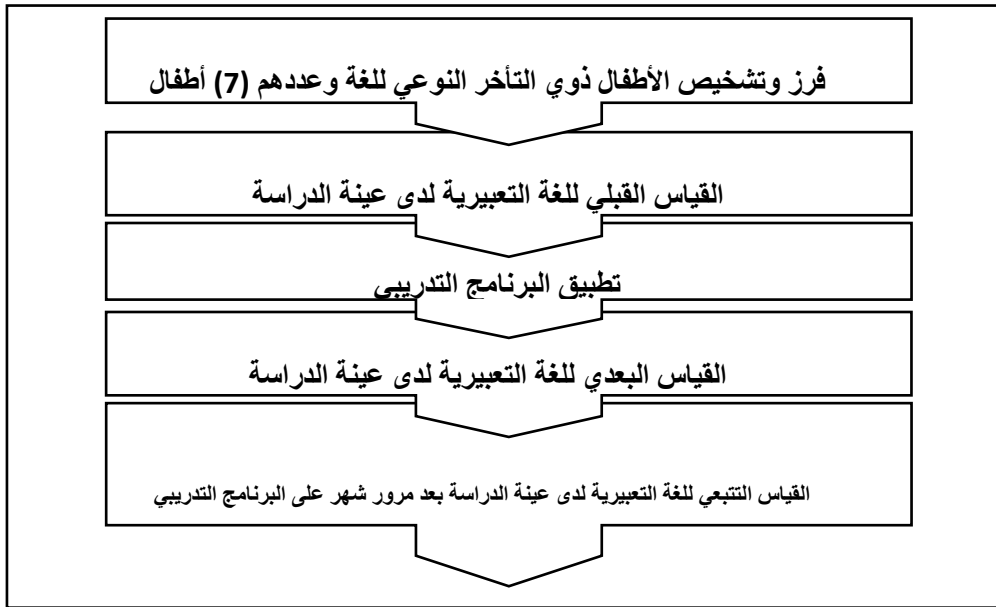 فرز وتشخيص الأطفال ذوي التأخر النوعي للغة وعددهم (7) أطفال
القياس القبلي للغة التعبيرية لدى عينة الدراسة
تطبيق البرنامج التدريبي
القياس البعدي للغة التعبيرية لدى عينة الدراسة
القياس التتبعي للغة التعبيرية لدى عينة الدراسة بعد مرور شهر على البرنامج التدريبي